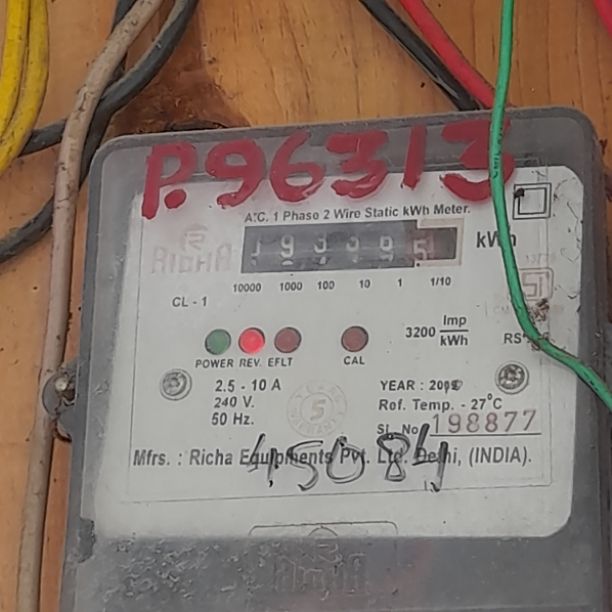 P.96313
A.C. 1 Phase 2 Wire Static kWh Meter.
RICHA
kWh
10000 1000 100 10 1 1/10
CL - 1
3200 Imp/kWh
POWER REV. EFLT CAL
2.5 - 10 A
240 V.
50 Hz.
5
YEAR :
Ref. Temp. - 27°C
SL. No. 198877
Mfrs. : Richa Equipments Pvt. Ltd. Delhi, (INDIA).
45084